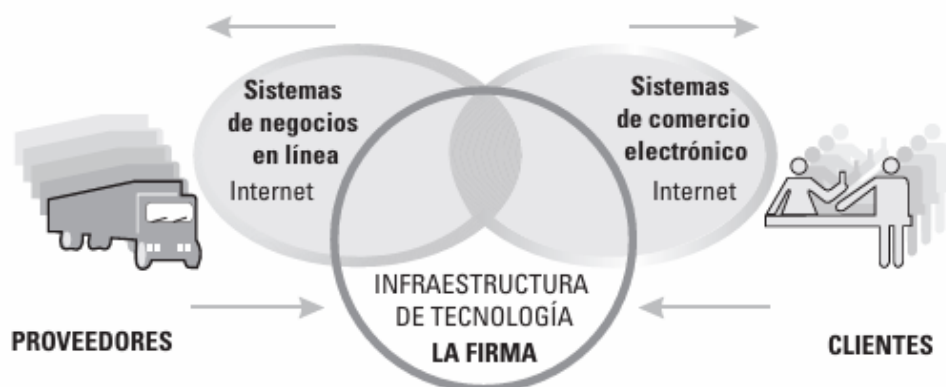 Sistemas
de negocios
en línea
Internet
Sistemas
de comercio
electrónico
Internet
INFRAESTRUCTURA
DE TECNOLOGÍA
LA FIRMA
PROVEEDORES
CLIENTES